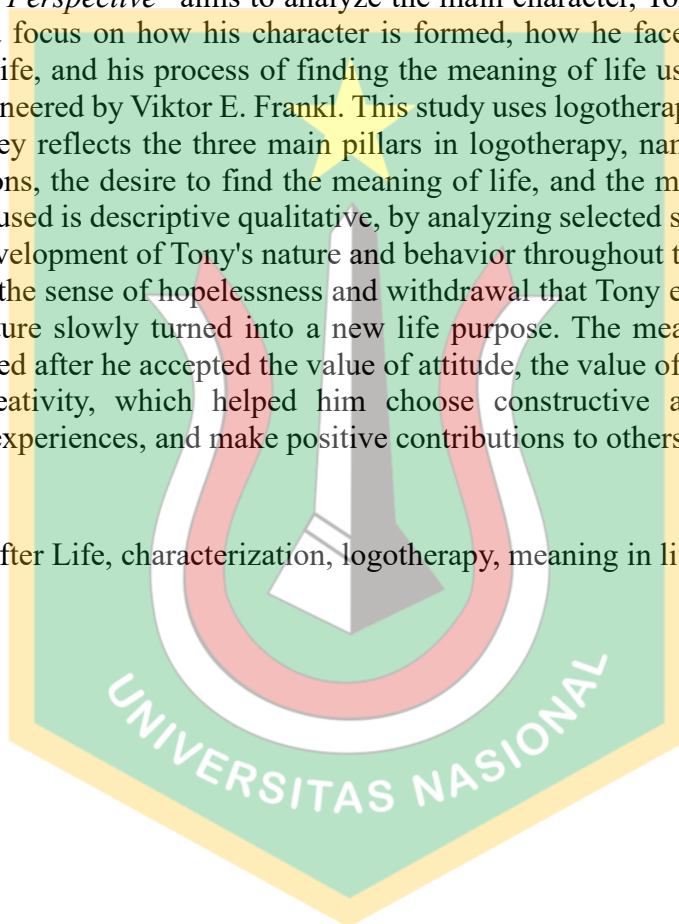 Perspective" aims to analyze the main character, To
focus on how his character is formed, how he face
ife, and his process of finding the meaning of life us
neered by Viktor E. Frankl. This study uses logotherap
ey reflects the three main pillars in logotherapy, nam
ons, the desire to find the meaning of life, and the m
used is descriptive qualitative, by analyzing selected s
velopment of Tony's nature and behavior throughout t
the sense of hopelessness and withdrawal that Tony e
ture slowly turned into a new life purpose. The mea
ed after he accepted the value of attitude, the value of
eativity, which helped him choose constructive a
experiences, and make positive contributions to others
fter Life, characterization, logotherapy, meaning in li
UNIVERSITAS NASIONAL